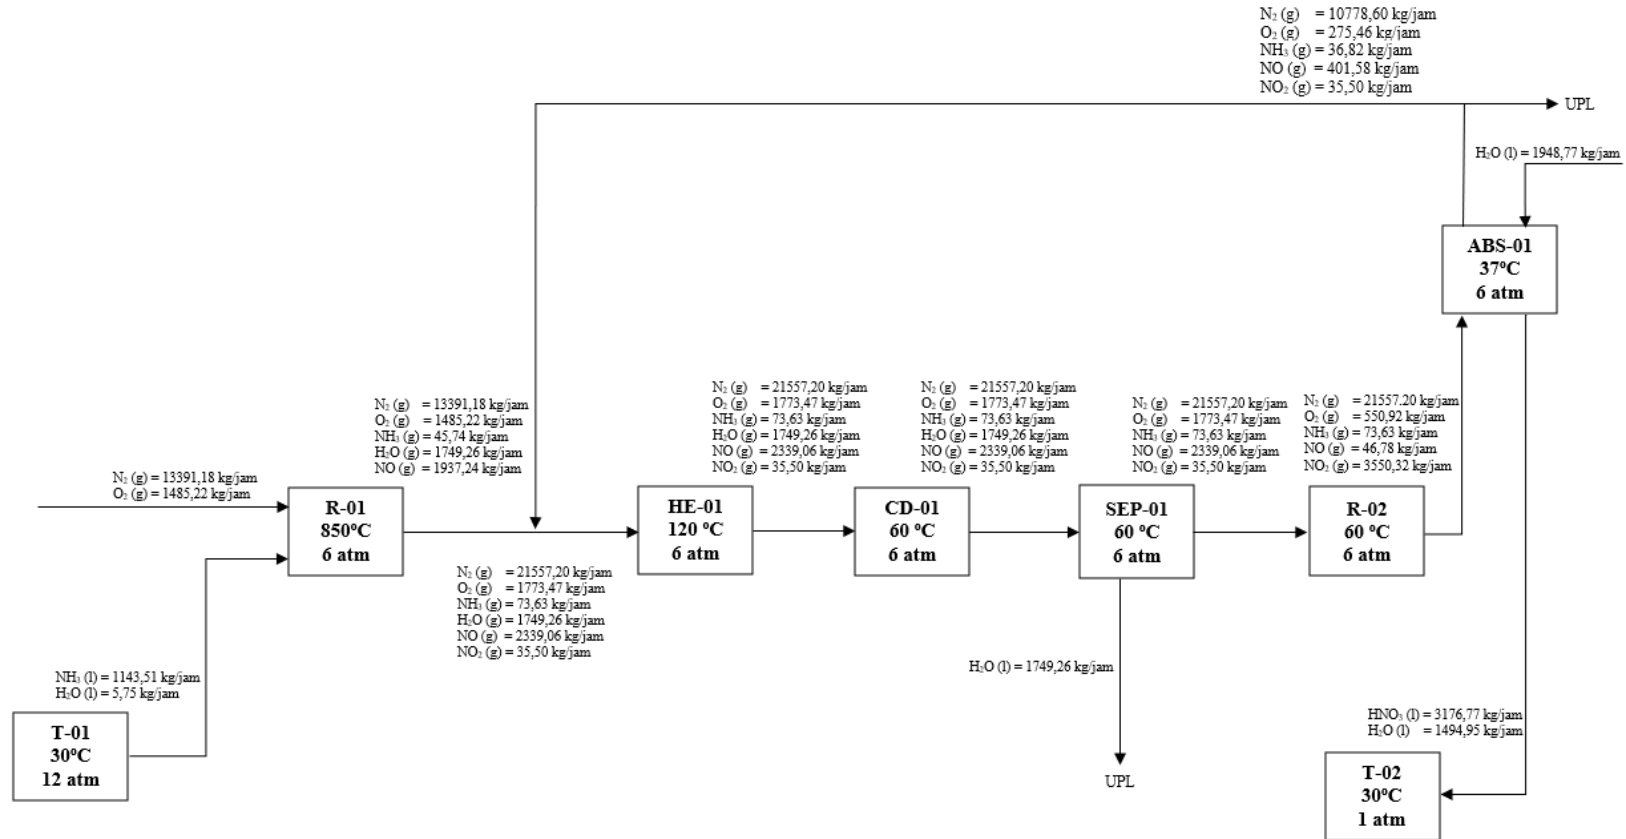 N₂ (g) = 10778,60 kg/jam
O₂ (g) = 275,46 kg/jam
NH₃ (g) = 36,82 kg/jam
NO (g) = 401,58 kg/jam
NO₂ (g) = 35,50 kg/jam
UPL
H₂O (l) = 1948,77 kg/jam
ABS-01
37⁰C
6 atm
N₂ (g) = 13391,18 kg/jam
O₂ (g) = 1485,22 kg/jam
NH₃ (g) = 45,74 kg/jam
H₂O (g) = 1749,26 kg/jam
NO (g) = 1937,24 kg/jam
N₂ (g) = 21557,20 kg/jam
O₂ (g) = 1773,47 kg/jam
NH₃ (g) = 73,63 kg/jam
H₂O (g) = 1749,26 kg/jam
NO (g) = 2339,06 kg/jam
NO₂ (g) = 35,50 kg/jam
N₂ (g) = 21557,20 kg/jam
O₂ (g) = 1773,47 kg/jam
NH₃ (g) = 73,63 kg/jam
H₂O (g) = 1749,26 kg/jam
NO (g) = 2339,06 kg/jam
NO₂ (g) = 35,50 kg/jam
N₂ (g) = 21557,20 kg/jam
O₂ (g) = 1773,47 kg/jam
NH₃ (g) = 73,63 kg/jam
NO (g) = 2339,06 kg/jam
NO₂ (g) = 35,50 kg/jam
N₂ (g) = 21557.20 kg/jam
O₂ (g) = 550,92 kg/jam
NH₃ (g) = 73,63 kg/jam
NO (g) = 46,78 kg/jam
NO₂ (g) = 3550,32 kg/jam
N₂ (g) = 13391,18 kg/jam
O₂ (g) = 1485,22 kg/jam
R-01
850⁰C
6 atm
HE-01
120 ⁰C
6 atm
CD-01
60 ⁰C
6 atm
SEP-01
60 ⁰C
6 atm
R-02
60 ⁰C
6 atm
N₂ (g) = 21557,20 kg/jam
O₂ (g) = 1773,47 kg/jam
NH₃ (g) = 73,63 kg/jam
H₂O (g) = 1749,26 kg/jam
NO (g) = 2339,06 kg/jam
NO₂ (g) = 35,50 kg/jam
NH₃ (l) = 1143,51 kg/jam
H₂O (l) = 5,75 kg/jam
T-01
30⁰C
12 atm
H₂O (l) = 1749,26 kg/jam
UPL
HNO₃ (l) = 3176,77 kg/jam
H₂O (l) = 1494,95 kg/jam
T-02
30⁰C
1 atm